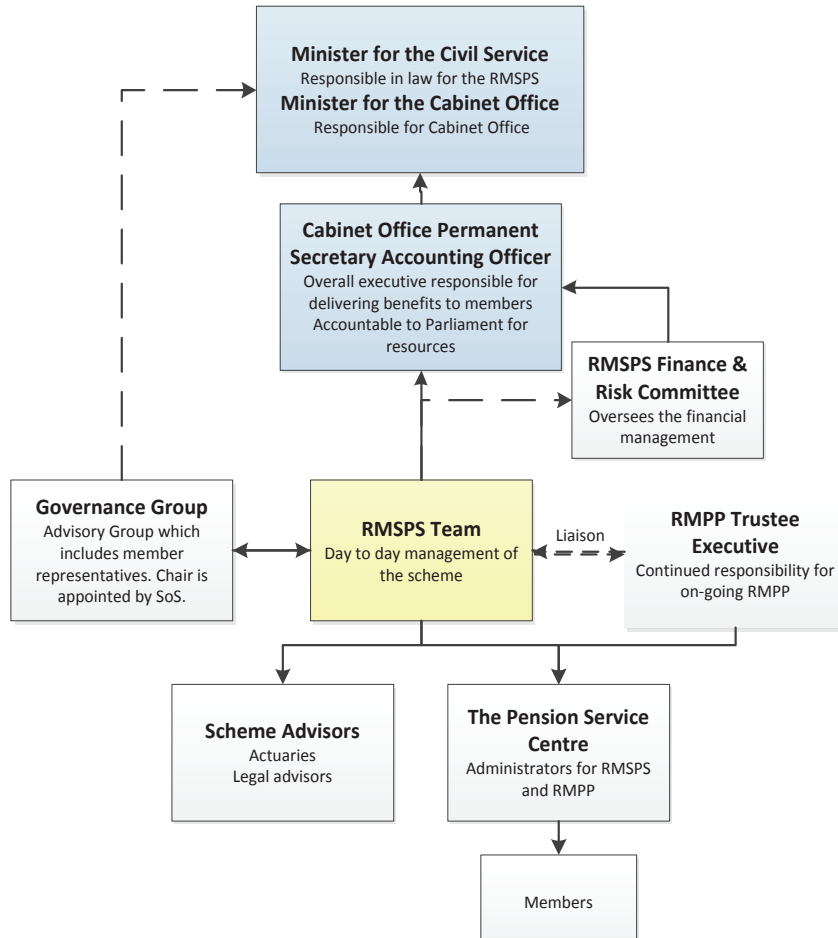 Minister for the Civil Service
Responsible in law for the RMSPS
Minister for the Cabinet Office
Responsible for Cabinet Office
Cabinet Office Permanent
Secretary Accounting Officer
Overall executive responsible for
delivering benefits to members
Accountable to Parliament for
resources
RMSPS Finance &
Risk Committee
Oversees the financial
management
Governance Group
Advisory Group which
includes member
representatives. Chair is
appointed by SoS.
RMSPS Team
Day to day management of
the scheme
Liaison
RMPP Trustee
Executive
Continued responsibility for
on-going RMPP
Scheme Advisors
Actuaries
Legal advisors
The Pension Service
Centre
Administrators for RMSPS
and RMPP
Members